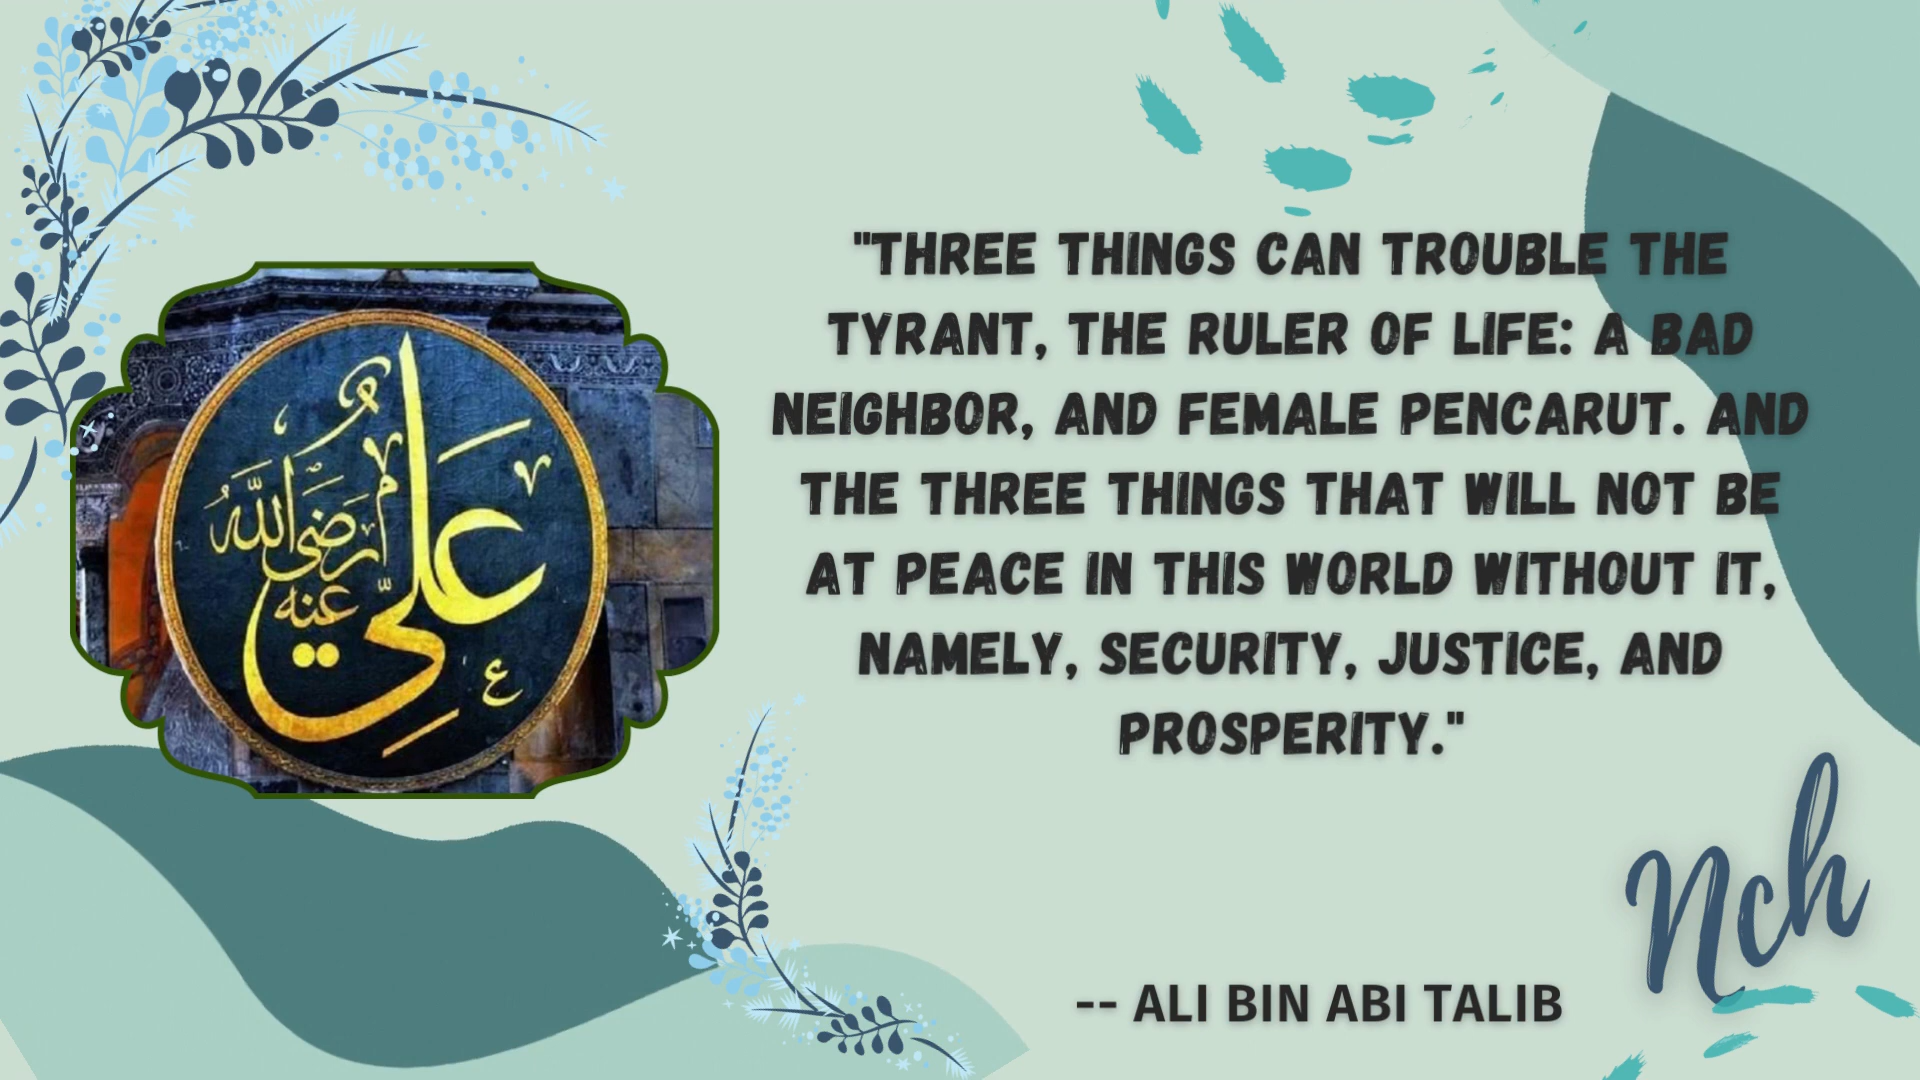 علي
رضي الله
عنه
"THREE THINGS CAN TROUBLE THE
TYRANT, THE RULER OF LIFE: A BAD
NEIGHBOR, AND FEMALE PENCARUT. AND
THE THREE THINGS THAT WILL NOT BE
AT PEACE IN THIS WORLD WITHOUT IT,
NAMELY, SECURITY, JUSTICE, AND
PROSPERITY."
Nch
-- ALI BIN ABI TALIB